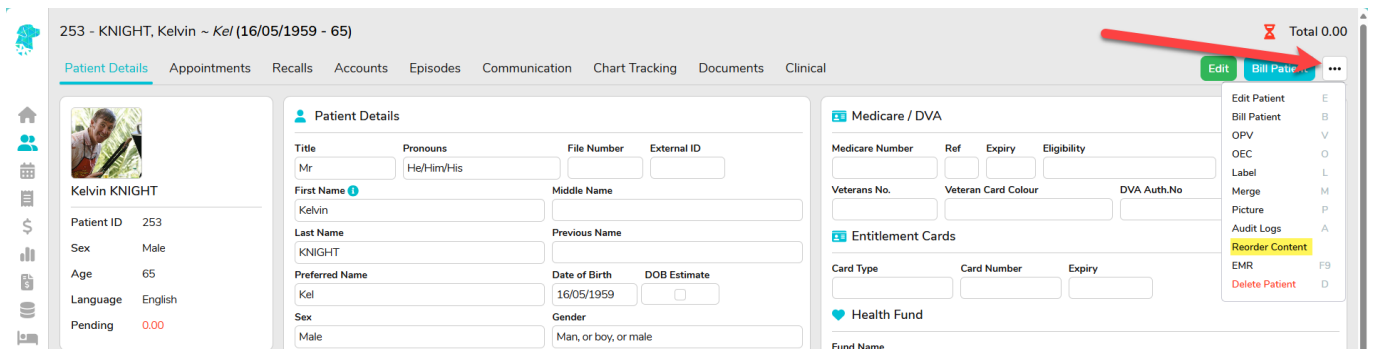 253 - KNIGHT, Kelvin ~ Kel (16/05/1959 - 65)
Total 0.00
Patient Details Appointments Recalls Accounts Episodes Communication Chart Tracking Documents Clinical
Edit Bill Patient
Kelvin KNIGHT
Patient ID 253
Sex Male
Age 65
Language English
Pending 0.00
Patient Details
Title Pronouns File Number External ID
Mr He/Him/His
First Name Middle Name
Kelvin
Last Name Previous Name
KNIGHT
Preferred Name Date of Birth DOB Estimate
Kel 16/05/1959
Sex Gender
Male Man, or boy, or male
Medicare / DVA
Medicare Number Ref Expiry Eligibility
Veterans No. Veteran Card Colour DVA Auth.No
Entitlement Cards
Card Type Card Number Expiry
Health Fund
Fund Name
Edit Patient E
Bill Patient B
OPV V
OEC O
Label L
Merge M
Picture P
Audit Logs A
Reorder Content
EMR F9
Delete Patient D